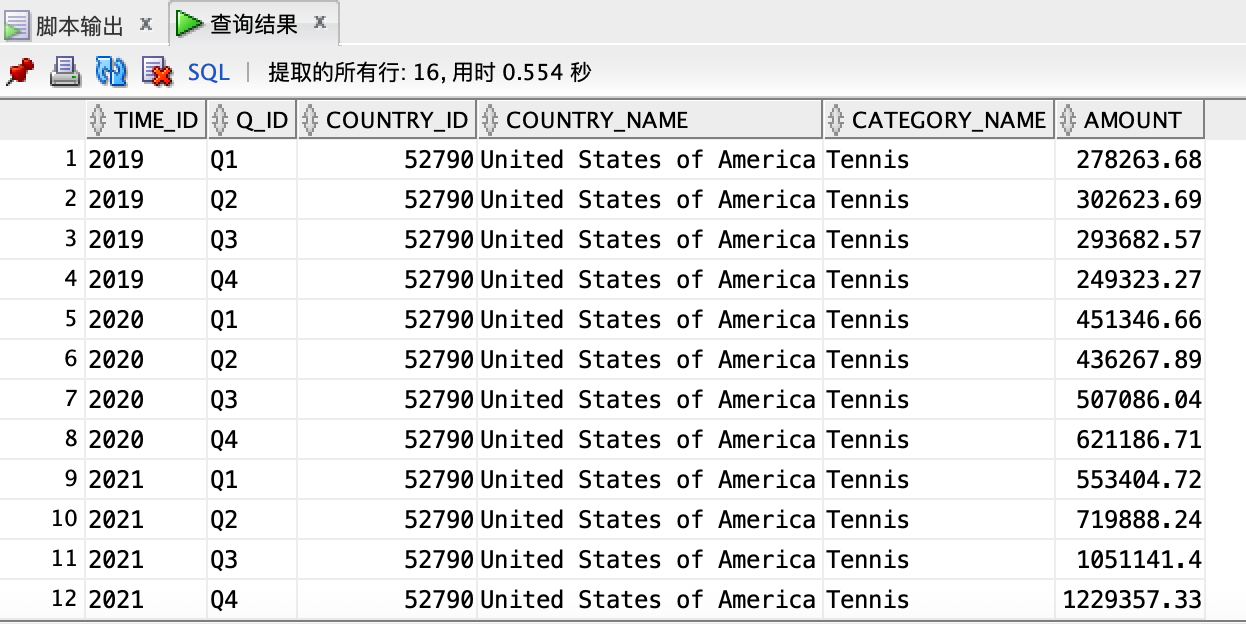 脚本输出 x 查询结果 x
SQL | 提取的所有行: 16, 用时 0.554 秒
TIME_ID Q_ID COUNTRY_ID COUNTRY_NAME CATEGORY_NAME AMOUNT
1 2019 Q1 52790 United States of America Tennis 278263.68
2 2019 Q2 52790 United States of America Tennis 302623.69
3 2019 Q3 52790 United States of America Tennis 293682.57
4 2019 Q4 52790 United States of America Tennis 249323.27
5 2020 Q1 52790 United States of America Tennis 451346.66
6 2020 Q2 52790 United States of America Tennis 436267.89
7 2020 Q3 52790 United States of America Tennis 507086.04
8 2020 Q4 52790 United States of America Tennis 621186.71
9 2021 Q1 52790 United States of America Tennis 553404.72
10 2021 Q2 52790 United States of America Tennis 719888.24
11 2021 Q3 52790 United States of America Tennis 1051141.4
12 2021 Q4 52790 United States of America Tennis 1229357.33